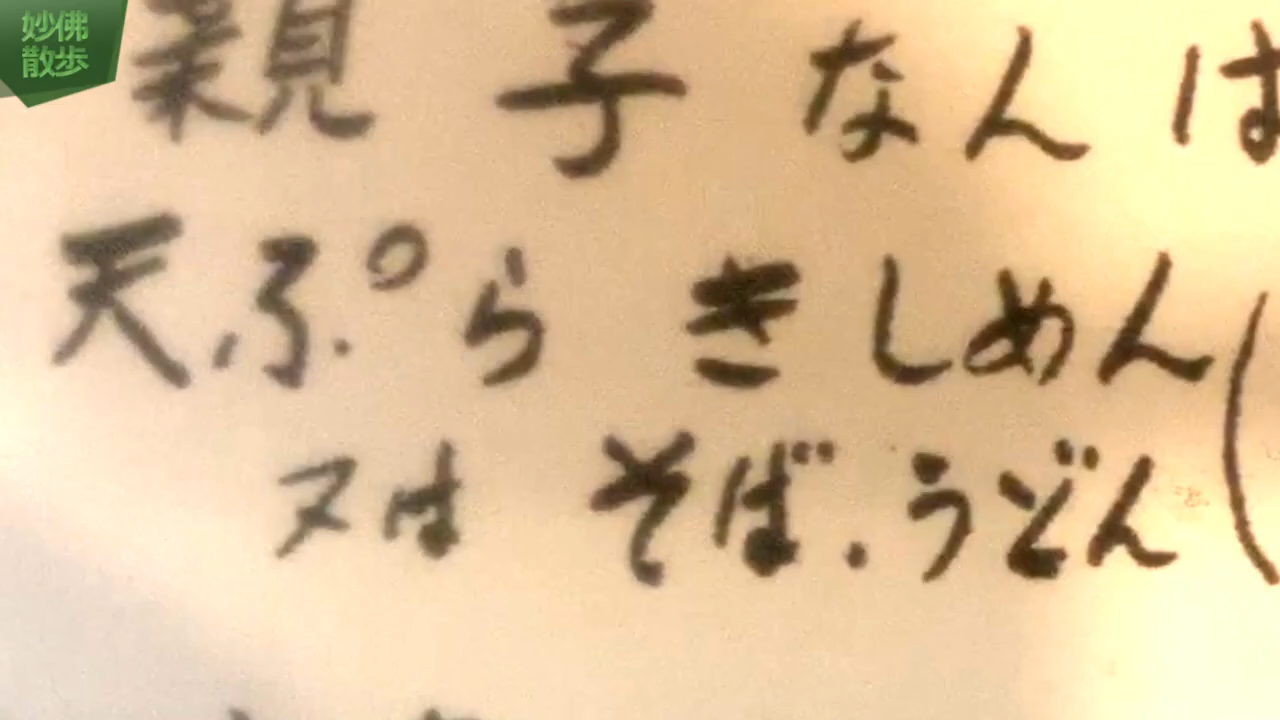 妙佛
散歩
親子なんば
天ぷら きしめん (
又は そば.うどん